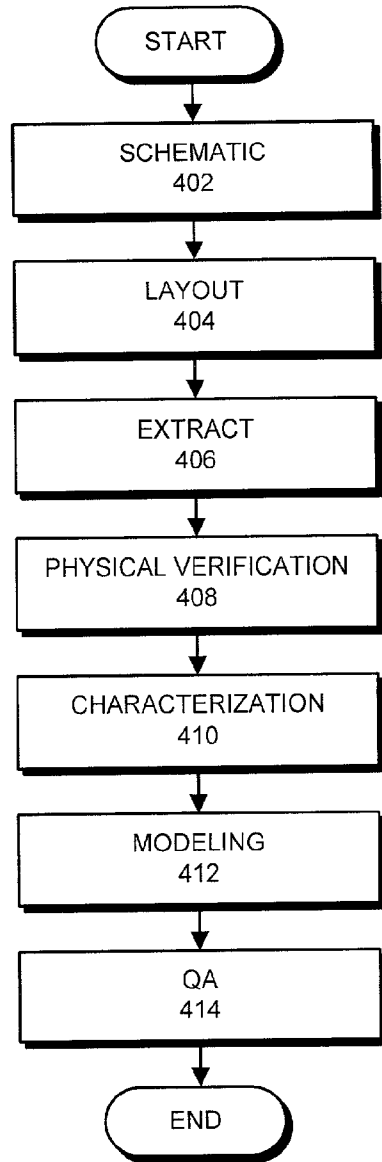 START
SCHEMATIC
402
LAYOUT
404
EXTRACT
406
PHYSICAL VERIFICATION
408
CHARACTERIZATION
410
MODELING
412
QA
414
END